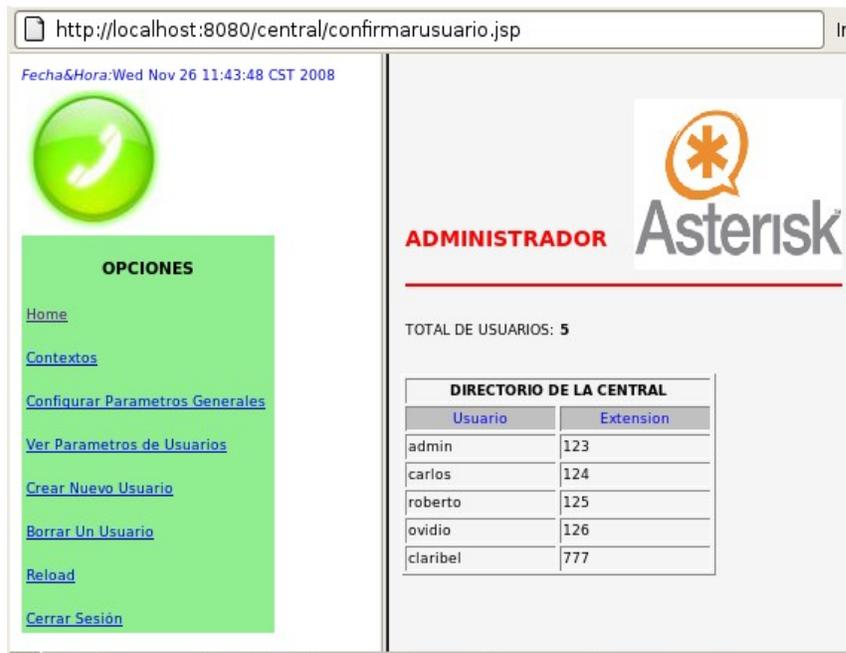 http://localhost:8080/central/confirmarusuario.jsp
Fecha&Hora:Wed Nov 26 11:43:48 CST 2008
OPCIONES
Home
Contextos
Configurar Parametros Generales
Ver Parametros de Usuarios
Crear Nuevo Usuario
Borrar Un Usuario
Reload
Cerrar Sesión
ADMINISTRADOR
Asterisk
TOTAL DE USUARIOS: 5
DIRECTORIO DE LA CENTRAL
Usuario Extension
admin 123
carlos 124
roberto 125
ovidio 126
claribel 777